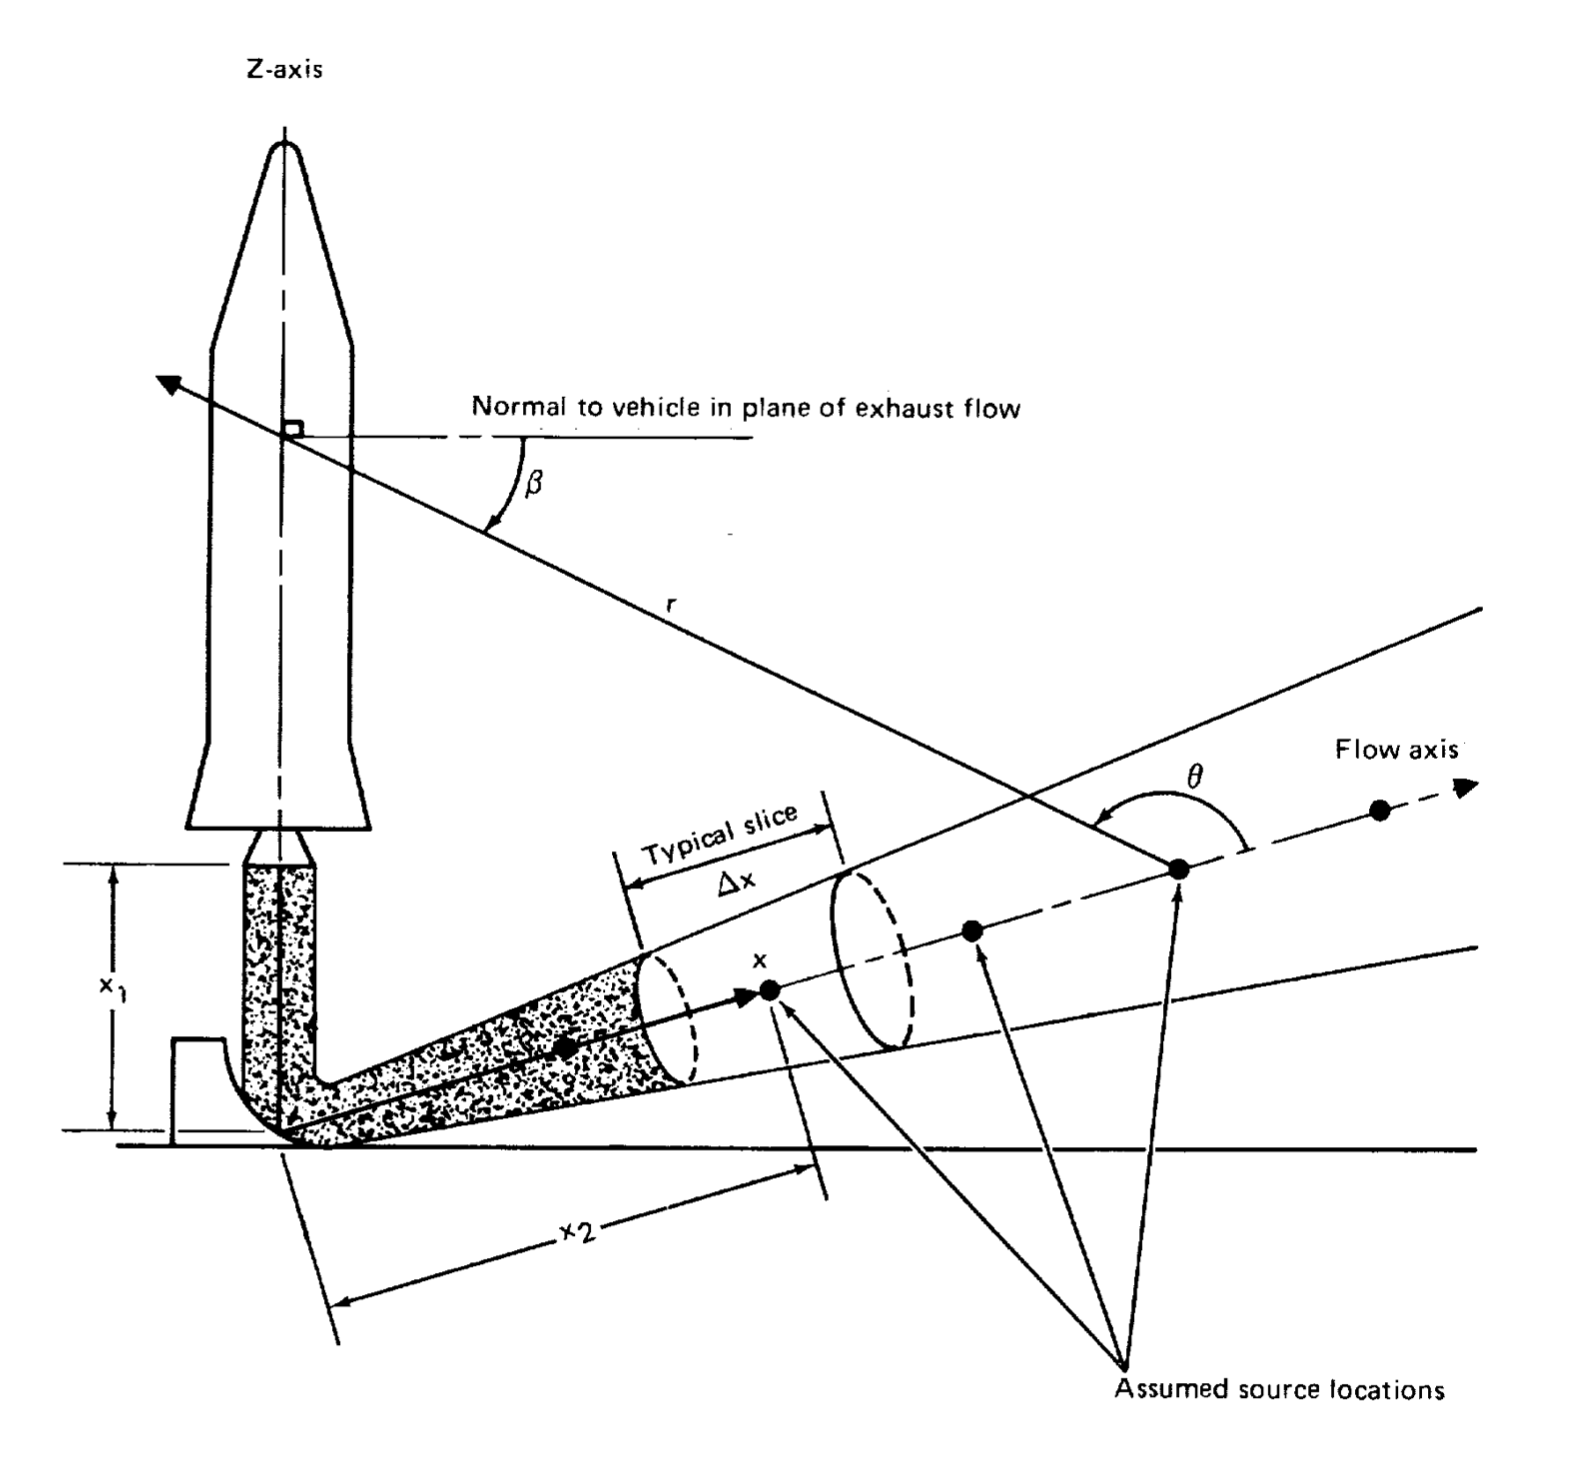 Z-axis
Normal to vehicle in plane of exhaust flow
β
r
Flow axis
θ
Typical slice
Δx
x
x₁
x₂
Assumed source locations